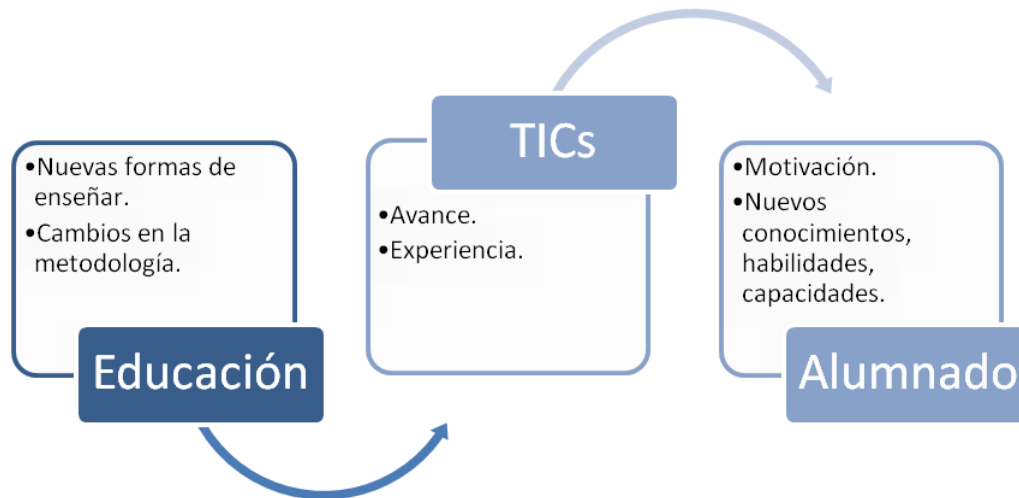 •Nuevas formas de
enseñar.
•Cambios en la
metodología.
Educación
TICs
•Avance.
•Experiencia.
•Motivación.
•Nuevos
conocimientos,
habilidades,
capacidades.
Alumnado